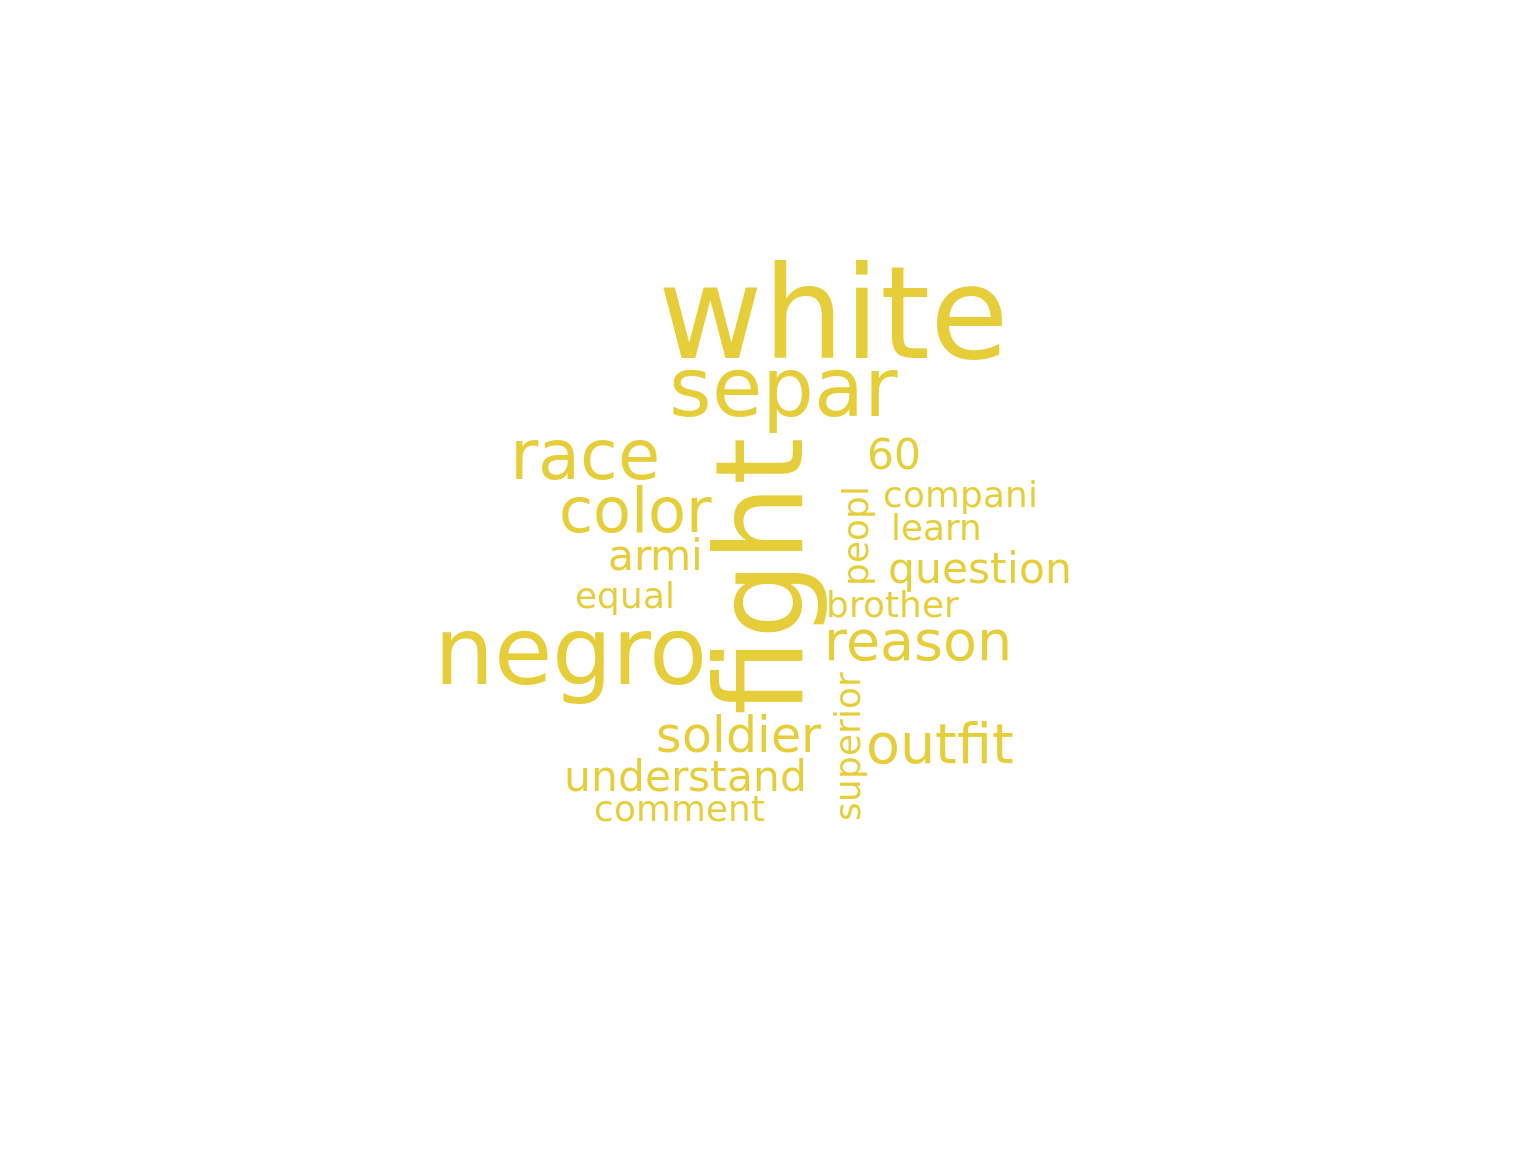 white
separ
race
60
fight
compani
color
peopl
learn
armi
question
equal
brother
negro
reason
superior
soldier
outfit
understand
comment